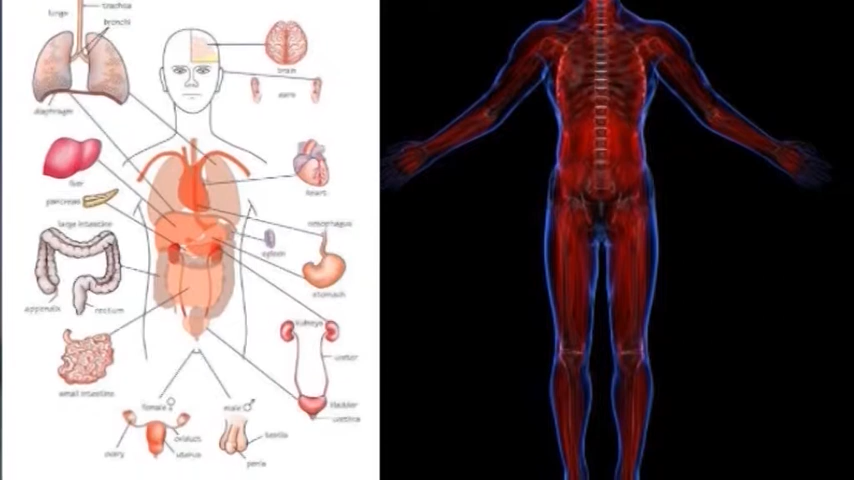 trachea
lungs
bronchi
brain
ears
diaphragm
liver
heart
pancreas
large intestine
oesophagus
spleen
stomach
appendix
rectum
kidneys
ureter
small intestine
female ♀
male ♂
bladder
urethra
oviduct
testis
ovary
uterus
penis